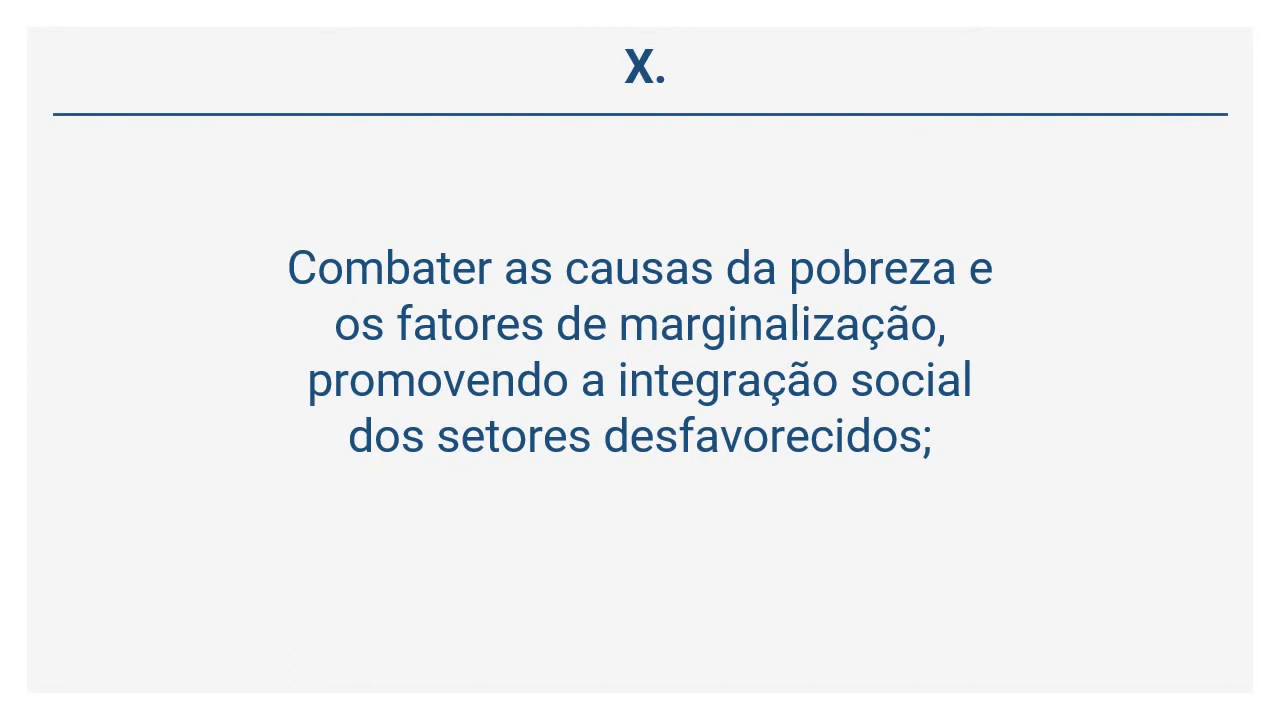 X.
Combater as causas da pobreza e
os fatores de marginalização,
promovendo a integração social
dos setores desfavorecidos;